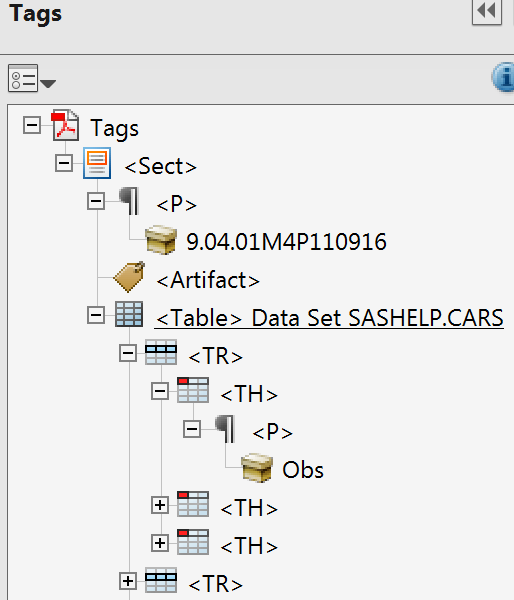 Tags
Tags
<Sect>
<P>
9.04.01M4P110916
<Artifact>
<Table> Data Set SASHELP.CARS
<TR>
<TH>
<P>
Obs
<TH>
<TH>
<TR>